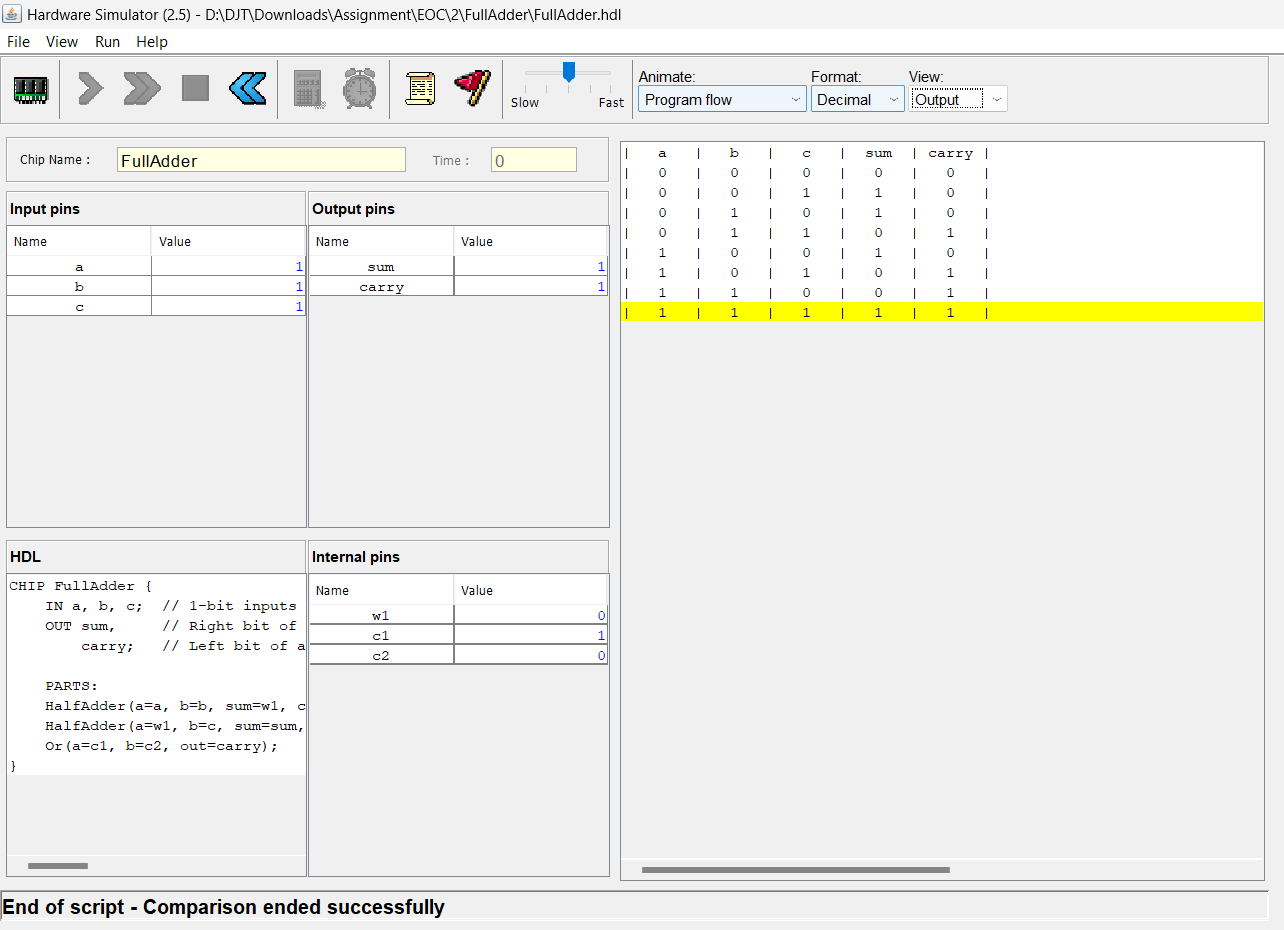 Hardware Simulator (2.5) - D:\DJT\Downloads\Assignment\EOC\2\FullAdder\FullAdder.hdl
File View Run Help
Slow Fast
Animate: Format: View:
Program flow Decimal Output
Chip Name : FullAdder Time : 0
Input pins
Name Value
a 1
b 1
c 1
Output pins
Name Value
sum 1
carry 1
HDL
CHIP FullAdder {
IN a, b, c; // 1-bit inputs
OUT sum, // Right bit of
carry; // Left bit of a
PARTS:
HalfAdder(a=a, b=b, sum=w1, c
HalfAdder(a=w1, b=c, sum=sum,
Or(a=c1, b=c2, out=carry);
}
Internal pins
Name Value
w1 0
c1 1
c2 0
| a | b | c | sum | carry |
| 0 | 0 | 0 | 0 | 0 |
| 0 | 0 | 1 | 1 | 0 |
| 0 | 1 | 0 | 1 | 0 |
| 0 | 1 | 1 | 0 | 1 |
| 1 | 0 | 0 | 1 | 0 |
| 1 | 0 | 1 | 0 | 1 |
| 1 | 1 | 0 | 0 | 1 |
| 1 | 1 | 1 | 1 | 1 |
End of script - Comparison ended successfully